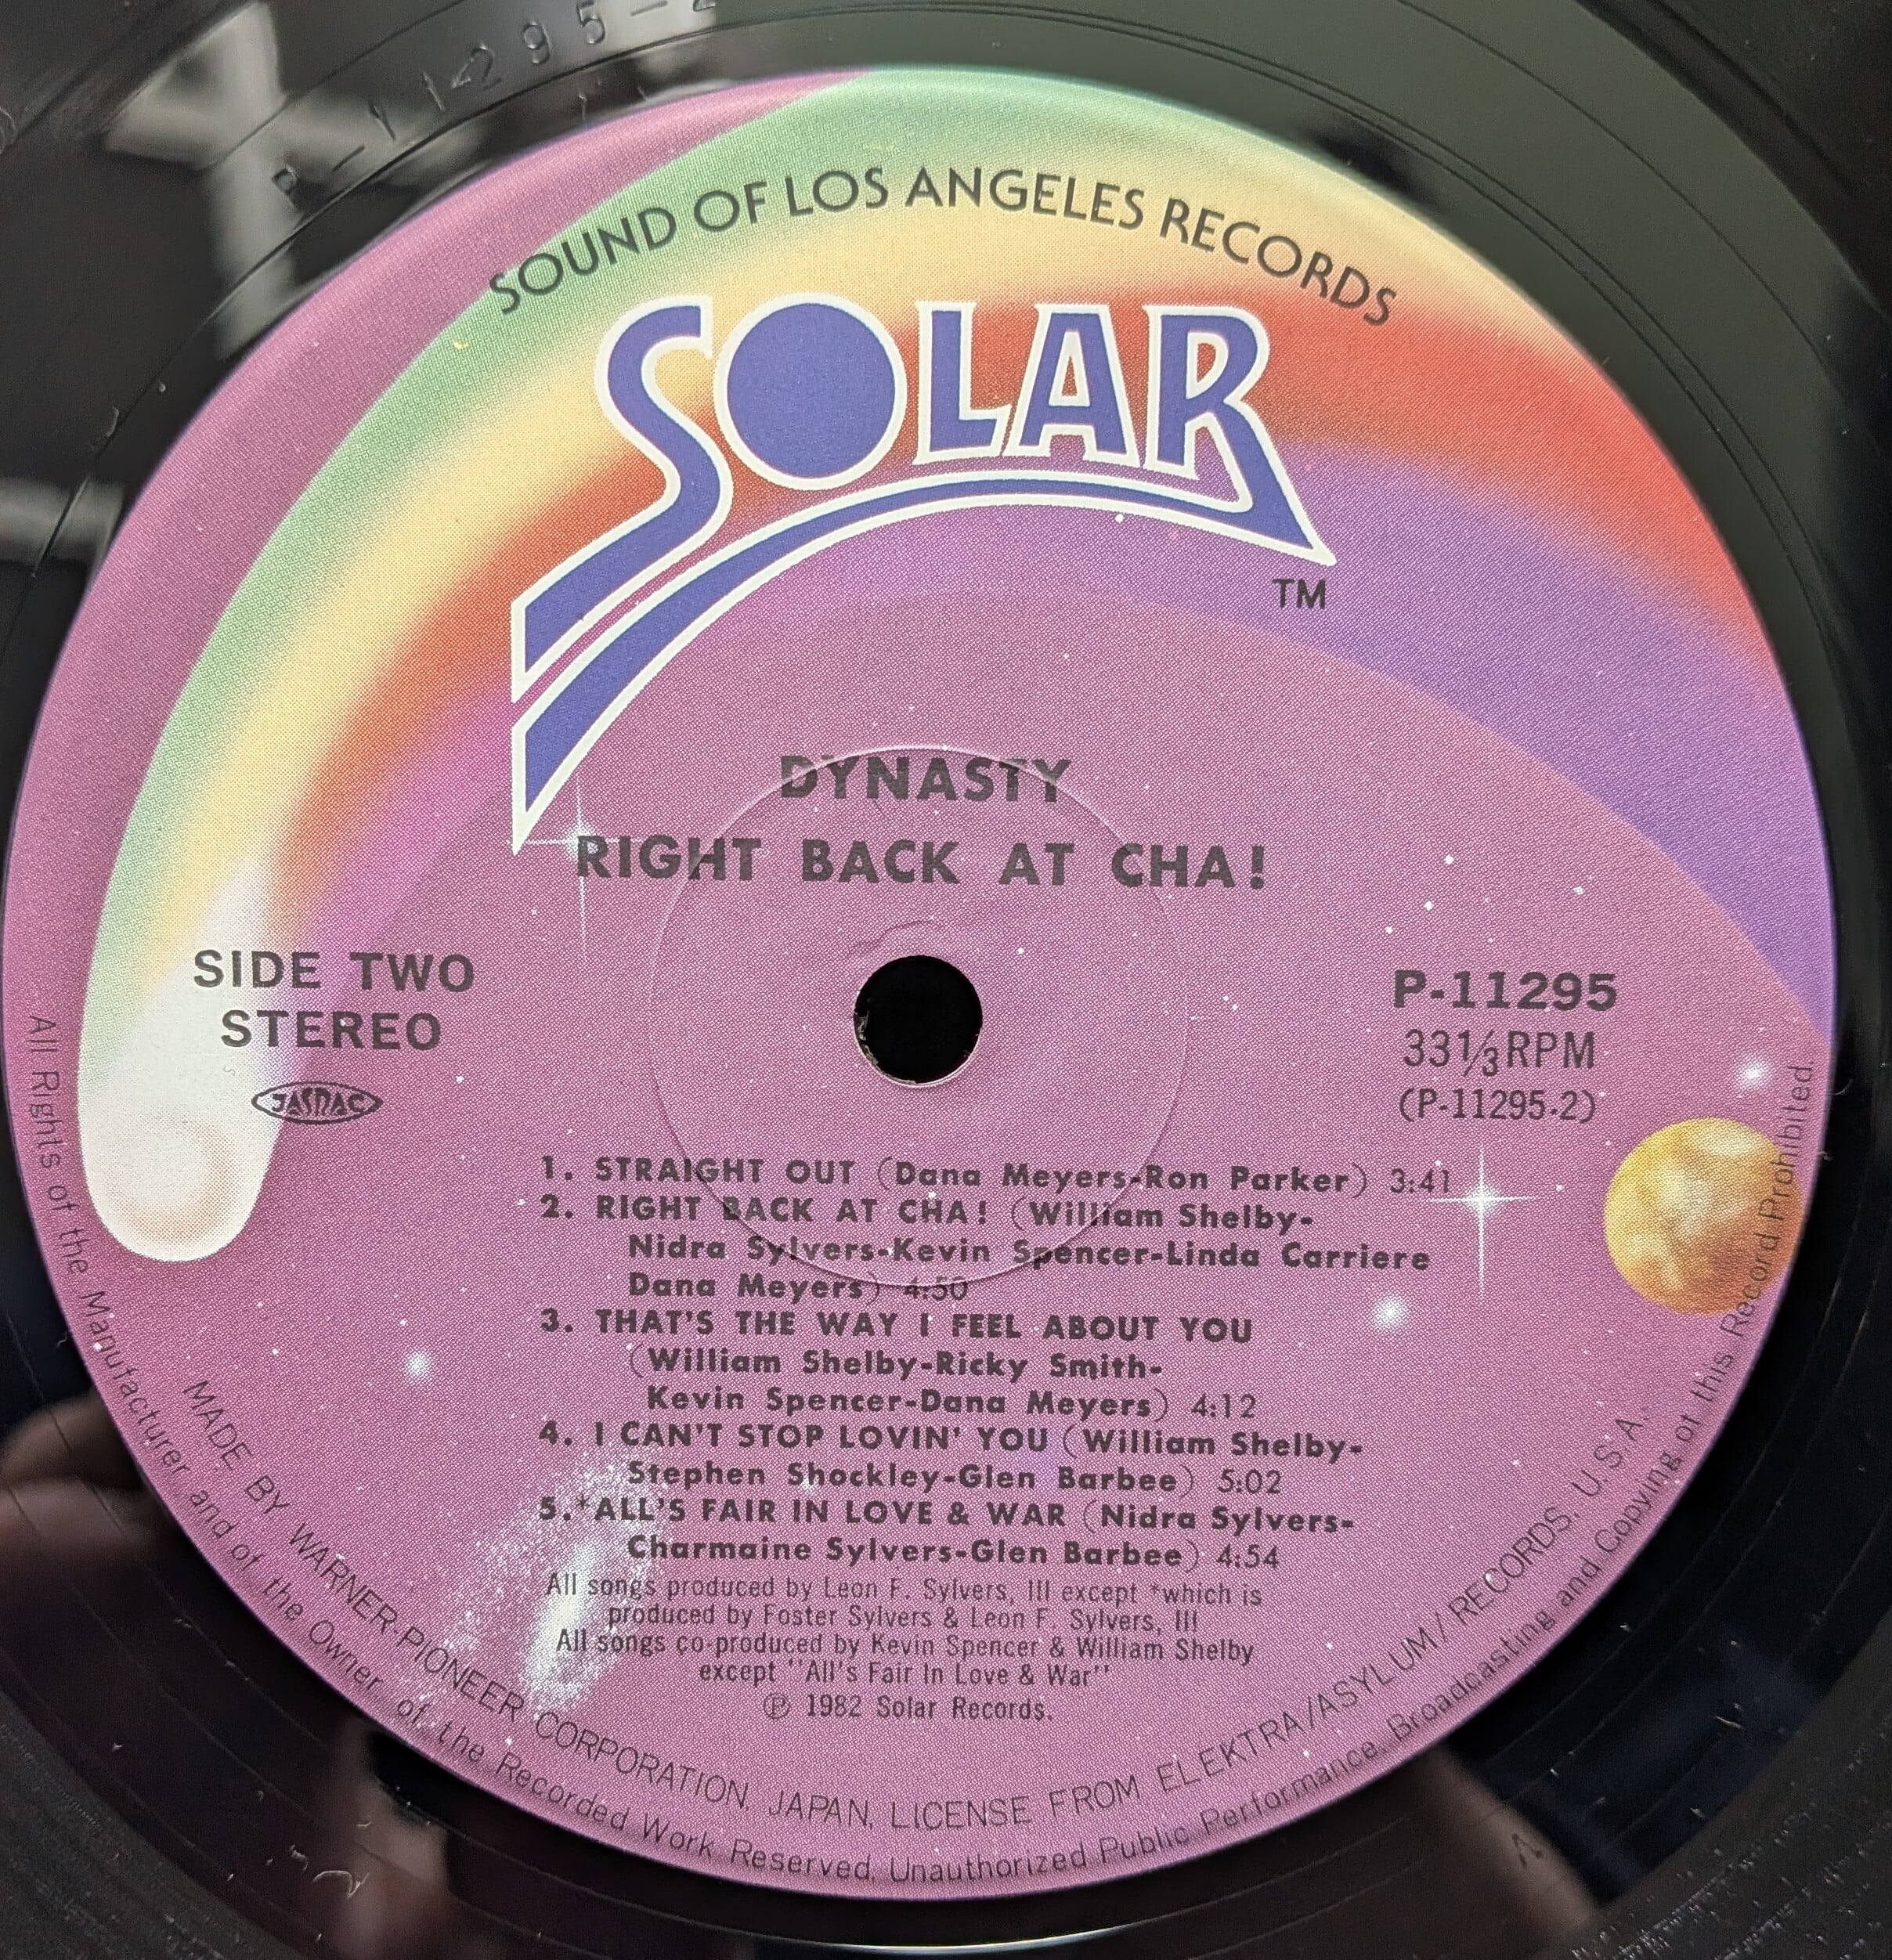 P-11295-2
SOUND OF LOS ANGELES RECORDS
SOLAR
TM
DYNASTY
RIGHT BACK AT CHA!
SIDE TWO
STEREO
JASRAC
P-11295
33⅓RPM
(P-11295-2)
1. STRAIGHT OUT (Dana Meyers-Ron Parker) 3:41
2. RIGHT BACK AT CHA! (William Shelby-
Nidra Sylvers-Kevin Spencer-Linda Carriere
Dana Meyers) 4:50
3. THAT'S THE WAY I FEEL ABOUT YOU
(William Shelby-Ricky Smith-
Kevin Spencer-Dana Meyers) 4:12
4. I CAN'T STOP LOVIN' YOU (William Shelby-
Stephen Shockley-Glen Barbee) 5:02
5.*ALL'S FAIR IN LOVE & WAR (Nidra Sylvers-
Charmaine Sylvers-Glen Barbee) 4:54
All songs produced by Leon F. Sylvers, III except *which is
produced by Foster Sylvers & Leon F. Sylvers, III
All songs co-produced by Kevin Spencer & William Shelby
except ''All's Fair In Love & War''
Ⓟ 1982 Solar Records.
MADE BY WARNER-PIONEER CORPORATION, JAPAN, LICENSE FROM ELEKTRA/ASYLUM/RECORDS, U.S.A.
All Rights of the Manufacturer and of the Owner of the Recorded Work Reserved, Unauthorized Public Performance, Broadcasting and Copying ot this Record Prohibited.